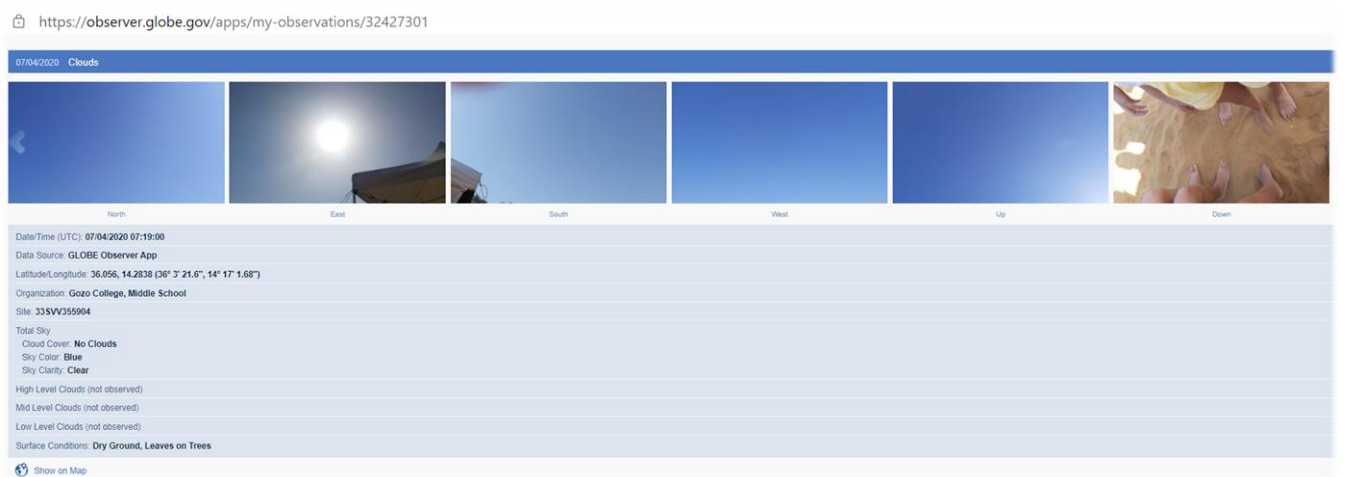 https://observer.globe.gov/apps/my-observations/32427301
07/04/2020 Clouds
North East South West Up Down
Date/Time (UTC): 07/04/2020 07:19:00
Data Source: GLOBE Observer App
Latitude/Longitude: 36.056, 14.2838 (36° 3' 21.6", 14° 17' 1.68")
Organization: Gozo College, Middle School
Site: 33SVV355904
Total Sky
Cloud Cover: No Clouds
Sky Color: Blue
Sky Clarity: Clear
High Level Clouds (not observed)
Mid Level Clouds (not observed)
Low Level Clouds (not observed)
Surface Conditions: Dry Ground, Leaves on Trees
Show on Map